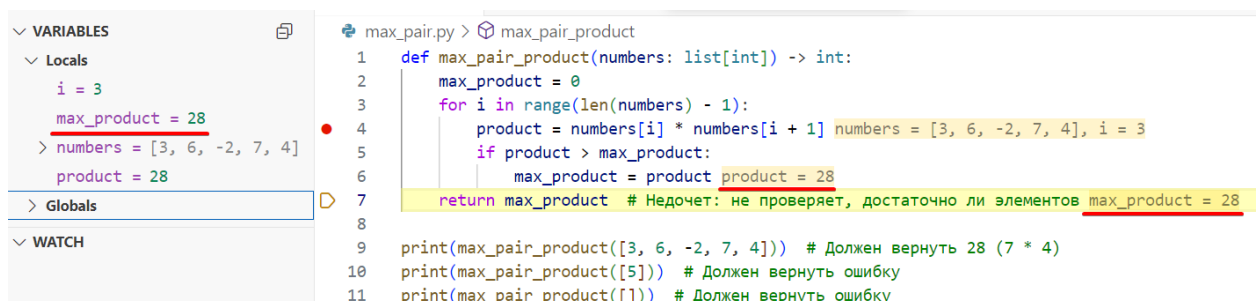 VARIABLES
Locals
i = 3
max_product = 28
numbers = [3, 6, -2, 7, 4]
product = 28
Globals
WATCH
max_pair.py > max_pair_product
1 def max_pair_product(numbers: list[int]) -> int:
2 max_product = 0
3 for i in range(len(numbers) - 1):
4 product = numbers[i] * numbers[i + 1] numbers = [3, 6, -2, 7, 4], i = 3
5 if product > max_product:
6 max_product = product product = 28
7 return max_product # Недочет: не проверяет, достаточно ли элементов max_product = 28
8
9 print(max_pair_product([3, 6, -2, 7, 4])) # Должен вернуть 28 (7 * 4)
10 print(max_pair_product([5])) # Должен вернуть ошибку
11 print(max_pair_product([])) # Должен вернуть ошибку